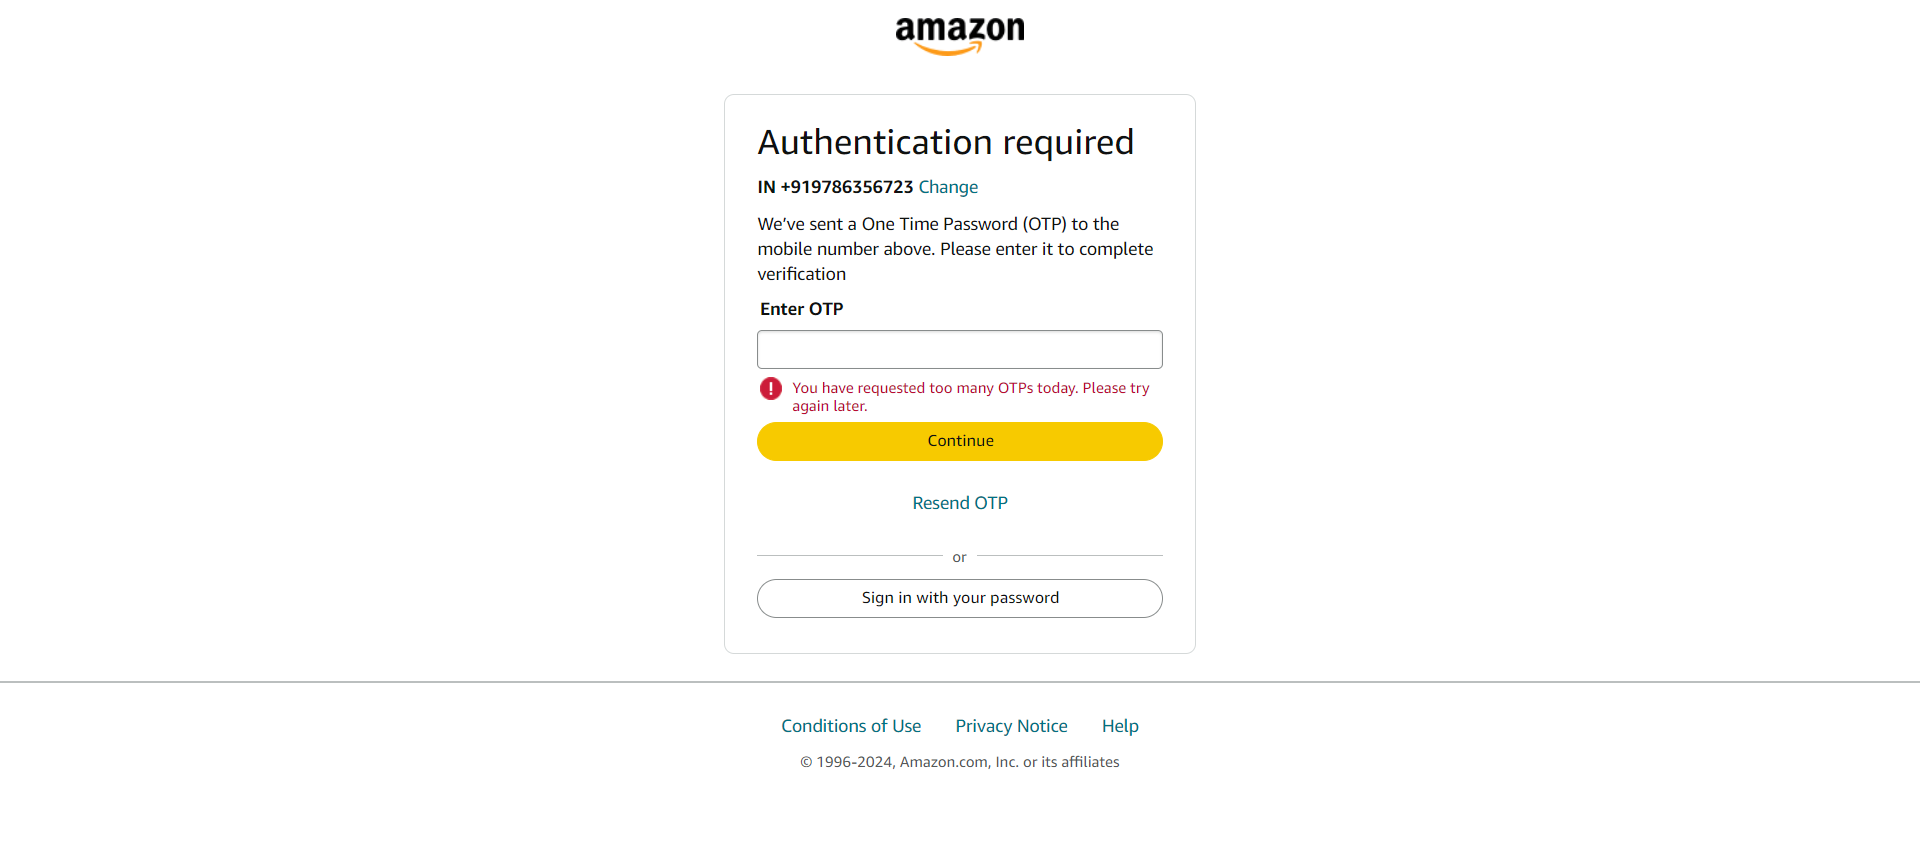 amazon
Authentication required
IN +919786356723 Change
We’ve sent a One Time Password (OTP) to the
mobile number above. Please enter it to complete
verification
Enter OTP
You have requested too many OTPs today. Please try
again later.
Continue
Resend OTP
or
Sign in with your password
Conditions of Use Privacy Notice Help
© 1996-2024, Amazon.com, Inc. or its affiliates